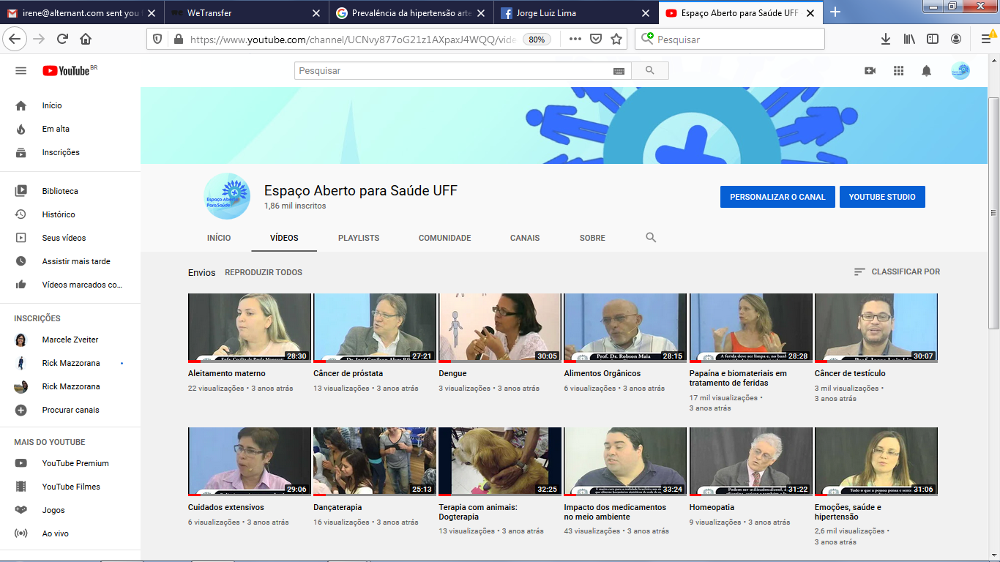 irene@alternant.com sent you
WeTransfer
Prevalência da hipertensão arte
Jorge Luiz Lima
Espaço Aberto para Saúde UFF
https://www.youtube.com/channel/UCNvy877oG21z1AXpaxJ4WQQ/vide
80%
Pesquisar
YouTube BR
Pesquisar
Início
Em alta
Inscrições
Biblioteca
Histórico
Seus vídeos
Assistir mais tarde
Vídeos marcados co...
INSCRIÇÕES
Marcele Zveiter
Rick Mazzorana
Rick Mazzorana
Procurar canais
MAIS DO YOUTUBE
YouTube Premium
YouTube Filmes
Jogos
Ao vivo
Espaço Aberto
Para Saúde
Espaço Aberto para Saúde UFF
1,86 mil inscritos
PERSONALIZAR O CANAL
YOUTUBE STUDIO
INÍCIO
VÍDEOS
PLAYLISTS
COMUNIDADE
CANAIS
SOBRE
Envios
REPRODUZIR TODOS
CLASSIFICAR POR
28:30
Aleitamento materno
22 visualizações • 3 anos atrás
27:21
Câncer de próstata
13 visualizações • 3 anos atrás
30:05
Dengue
3 visualizações • 3 anos atrás
Prof. Dr. Robson Maia
28:15
Alimentos Orgânicos
6 visualizações • 3 anos atrás
A ferida deve ser limpa e, no ban
28:28
Papaína e biomateriais em
tratamento de feridas
17 mil visualizações •
3 anos atrás
30:07
Câncer de testículo
3 mil visualizações •
3 anos atrás
29:06
Cuidados extensivos
6 visualizações • 3 anos atrás
25:13
Dançaterapia
16 visualizações • 3 anos atrás
32:25
Terapia com animais:
Dogterapia
13 visualizações • 3 anos atrás
33:24
Impacto dos medicamentos
no meio ambiente
43 visualizações • 3 anos atrás
Podem ser utilizados: álcool, á
31:22
Homeopatia
9 visualizações • 3 anos atrás
Tudo o que a pessoa pensa e sente
31:06
Emoções, saúde e
hipertensão
2,6 mil visualizações •
3 anos atrás